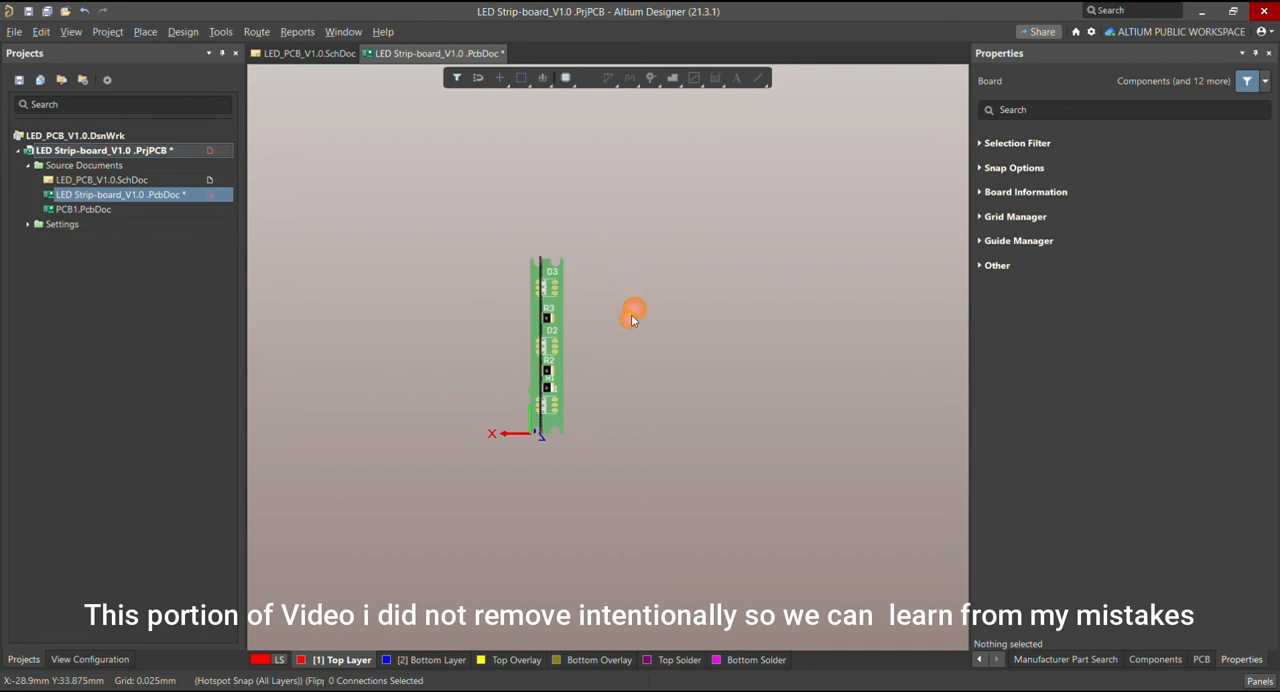 LED Strip-board_V1.0 .PrjPCB - Altium Designer (21.3.1)
Search
File Edit View Project Place Design Tools Route Reports Window Help
Share
ALTIUM PUBLIC WORKSPACE
Projects
LED_PCB_V1.0.SchDoc
LED Strip-board_V1.0 .PcbDoc *
Properties
Board
Components (and 12 more)
Search
Search
LED_PCB_V1.0.DsnWrk
LED Strip-board_V1.0 .PrjPCB *
Source Documents
LED_PCB_V1.0.SchDoc
LED Strip-board_V1.0 .PcbDoc *
PCB1.PcbDoc
Settings
Selection Filter
Snap Options
Board Information
Grid Manager
Guide Manager
Other
D3
R3
D2
R2
X
This portion of Video i did not remove intentionally so we can learn from my mistakes
Nothing selected
Projects View Configuration
LS [1] Top Layer [2] Bottom Layer Top Overlay Bottom Overlay Top Solder Bottom Solder
Manufacturer Part Search Components PCB Properties
X:-28.9mm Y:33.875mm Grid: 0.025mm (Hotspot Snap (All Layers)) (Flip 0 Connections Selected
Panels